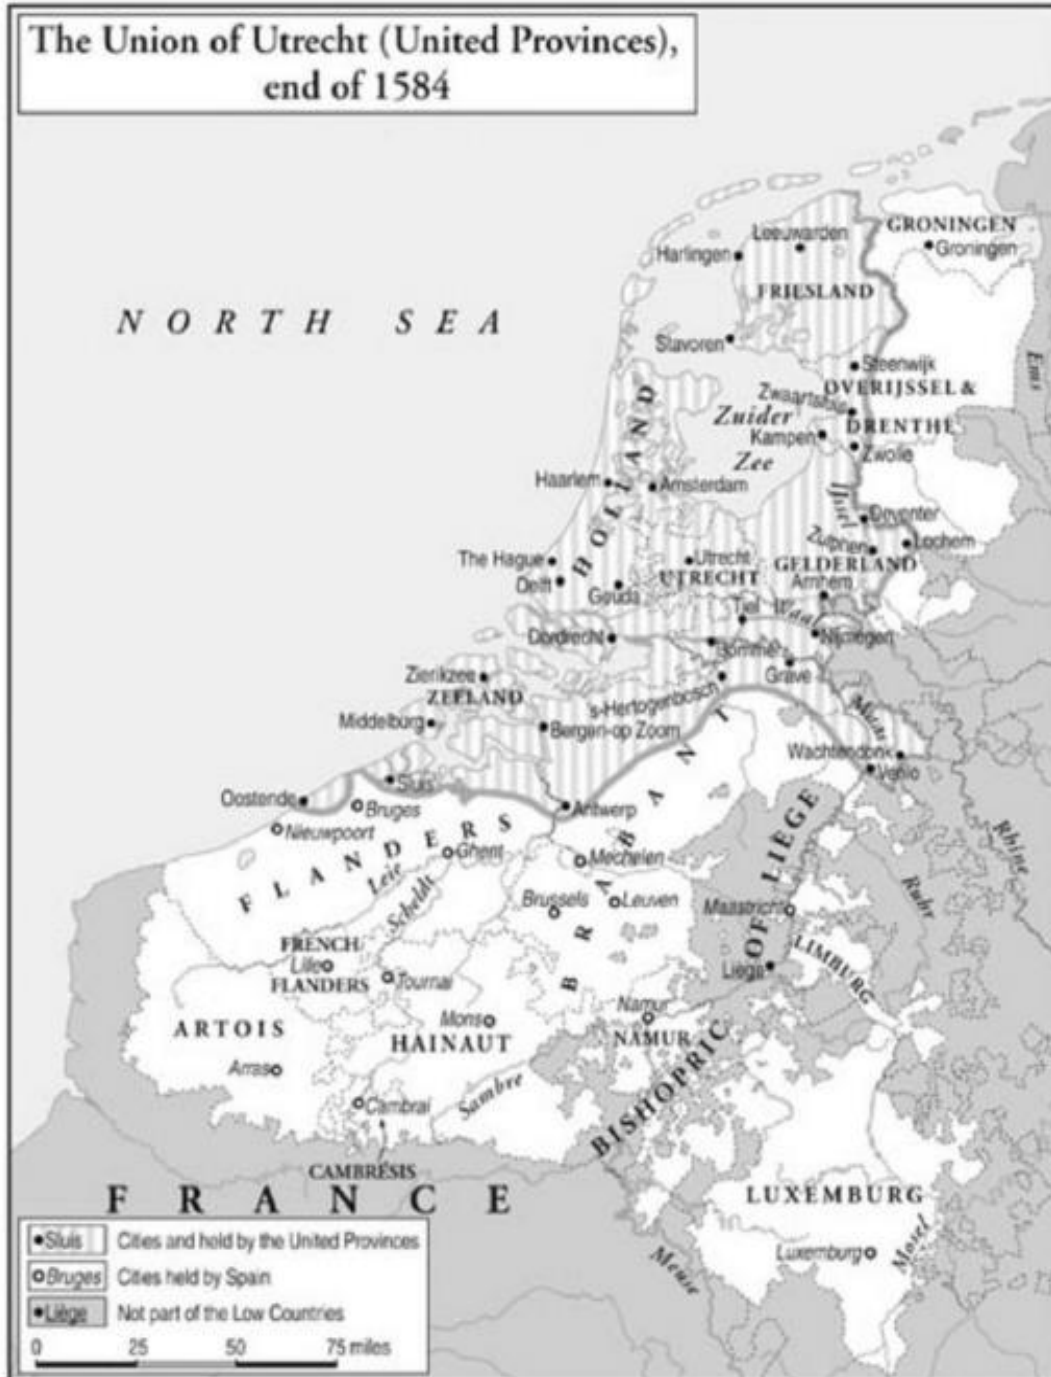 The Union of Utrecht (United Provinces),
end of 1584
NORTH SEA
GRONINGEN
Groningen
Leeuwarden
Harlingen
FRIESLAND
Stavoren
Steenwijk
OVERIJSSEL &
DRENTHE
Zwaartsluis
Zuider
Zee
Kampen
Zwolle
Ems
HOLLAND
Haarlem
Amsterdam
IJssel
Deventer
Zutphen
Lochem
GELDERLAND
Arnhem
The Hague
Delft
Gouda
Utrecht
UTRECHT
Tiel
Waal
Dordrecht
Bommel
Nijmegen
Grave
Zierikzee
ZEELAND
's-Hertogenbosch
Middelburg
Bergen-op Zoom
Maas
Wachtendonk
Venlo
Sluis
Oostende
Bruges
Antwerp
Nieuwpoort
FLANDERS
Leie
Ghent
Scheldt
BRABANT
Mechelen
Brussels
Leuven
Maastricht
BISHOPRIC OF LIEGE
Rhine
Ruhr
FRENCH
Lille
FLANDERS
Tournai
Liège
LIMBURG
ARTOIS
Mons
HAINAUT
Namur
NAMUR
Arras
Cambrai
Sambre
CAMBRÉSIS
FRANCE
LUXEMBURG
Luxemburg
Mosel
Meuse
Sluis Cities and held by the United Provinces
Bruges Cities held by Spain
Liège Not part of the Low Countries
0 25 50 75 miles